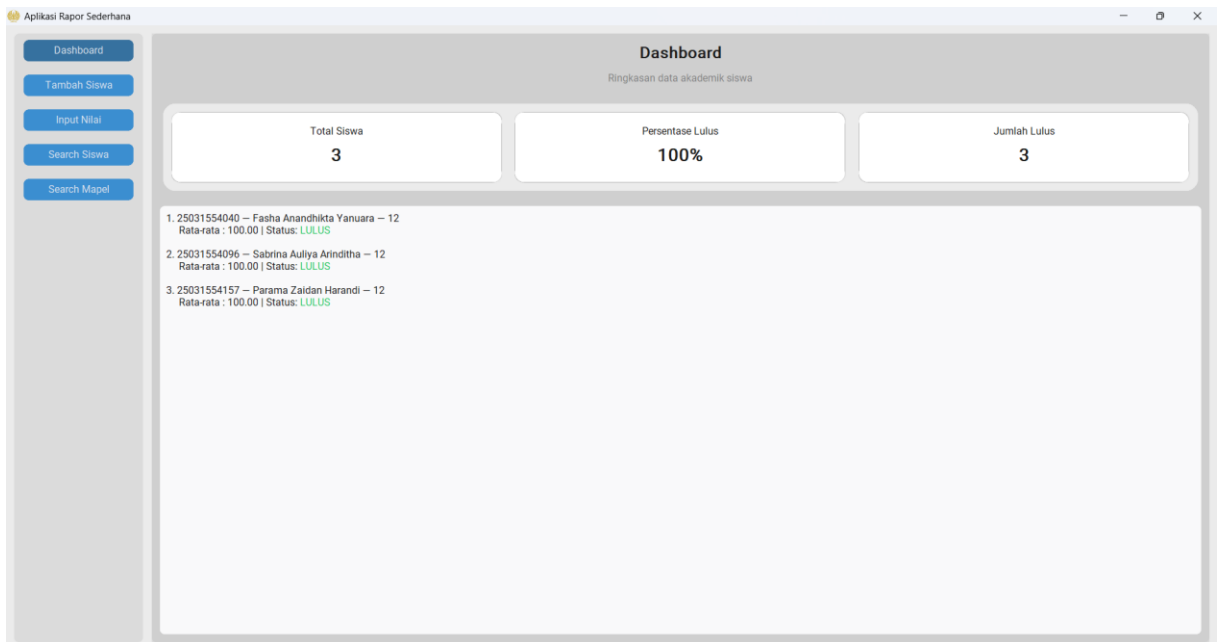 Aplikasi Rapor Sederhana
Dashboard
Tambah Siswa
Input Nilai
Search Siswa
Search Mapel
Dashboard
Ringkasan data akademik siswa
Total Siswa
3
Persentase Lulus
100%
Jumlah Lulus
3
1. 25031554040 — Fasha Anandhikta Yanuara — 12
Rata-rata : 100.00 | Status: LULUS
2. 25031554096 — Sabrina Auliya Arinditha — 12
Rata-rata : 100.00 | Status: LULUS
3. 25031554157 — Parama Zaidan Harandi — 12
Rata-rata : 100.00 | Status: LULUS